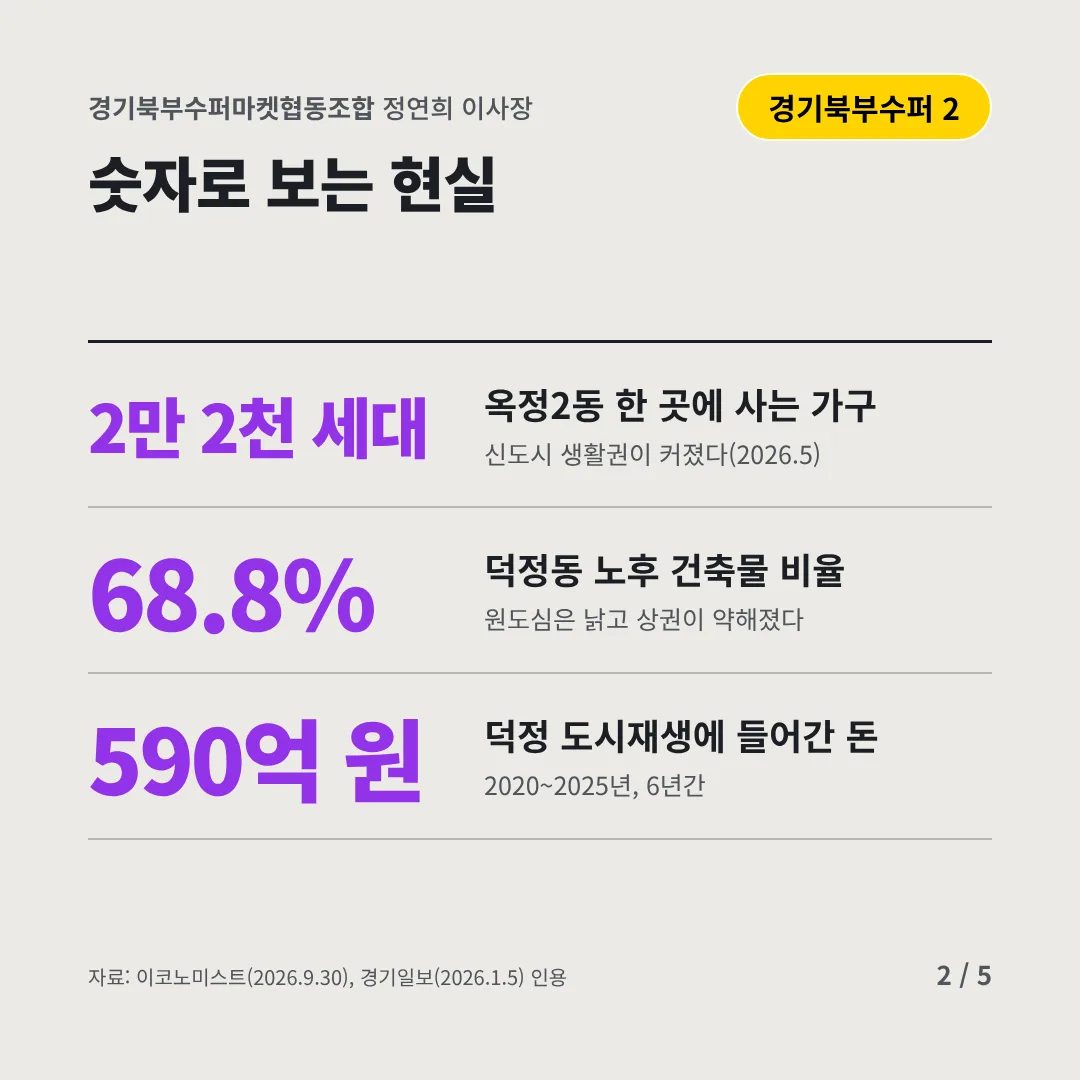 경기북부수퍼마켓협동조합 정연희 이사장
경기북부수퍼 2
숫자로 보는 현실
2만 2천 세대
옥정2동 한 곳에 사는 가구
신도시 생활권이 커졌다(2026.5)
68.8%
덕정동 노후 건축물 비율
원도심은 낡고 상권이 약해졌다
590억 원
덕정 도시재생에 들어간 돈
2020~2025년, 6년간
자료: 이코노미스트(2026.9.30), 경기일보(2026.1.5) 인용
2 / 5